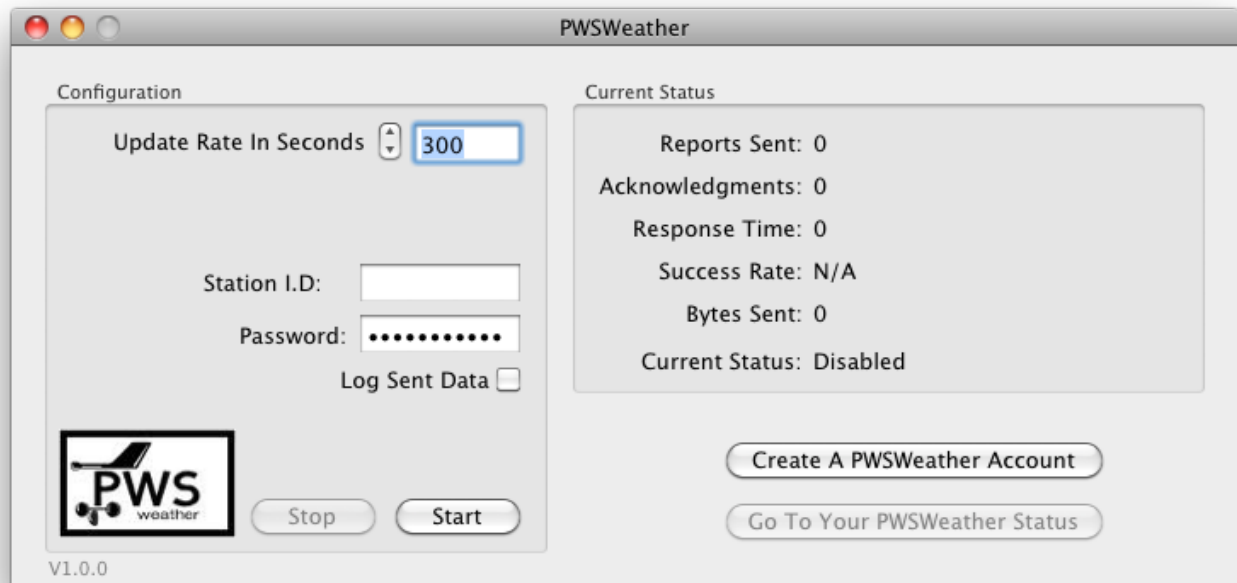 PWSWeather
Configuration
Update Rate In Seconds 300
Station I.D:
Password: •••••••••••
Log Sent Data
PWS
weather
Stop
Start
V1.0.0
Current Status
Reports Sent: 0
Acknowledgments: 0
Response Time: 0
Success Rate: N/A
Bytes Sent: 0
Current Status: Disabled
Create A PWSWeather Account
Go To Your PWSWeather Status